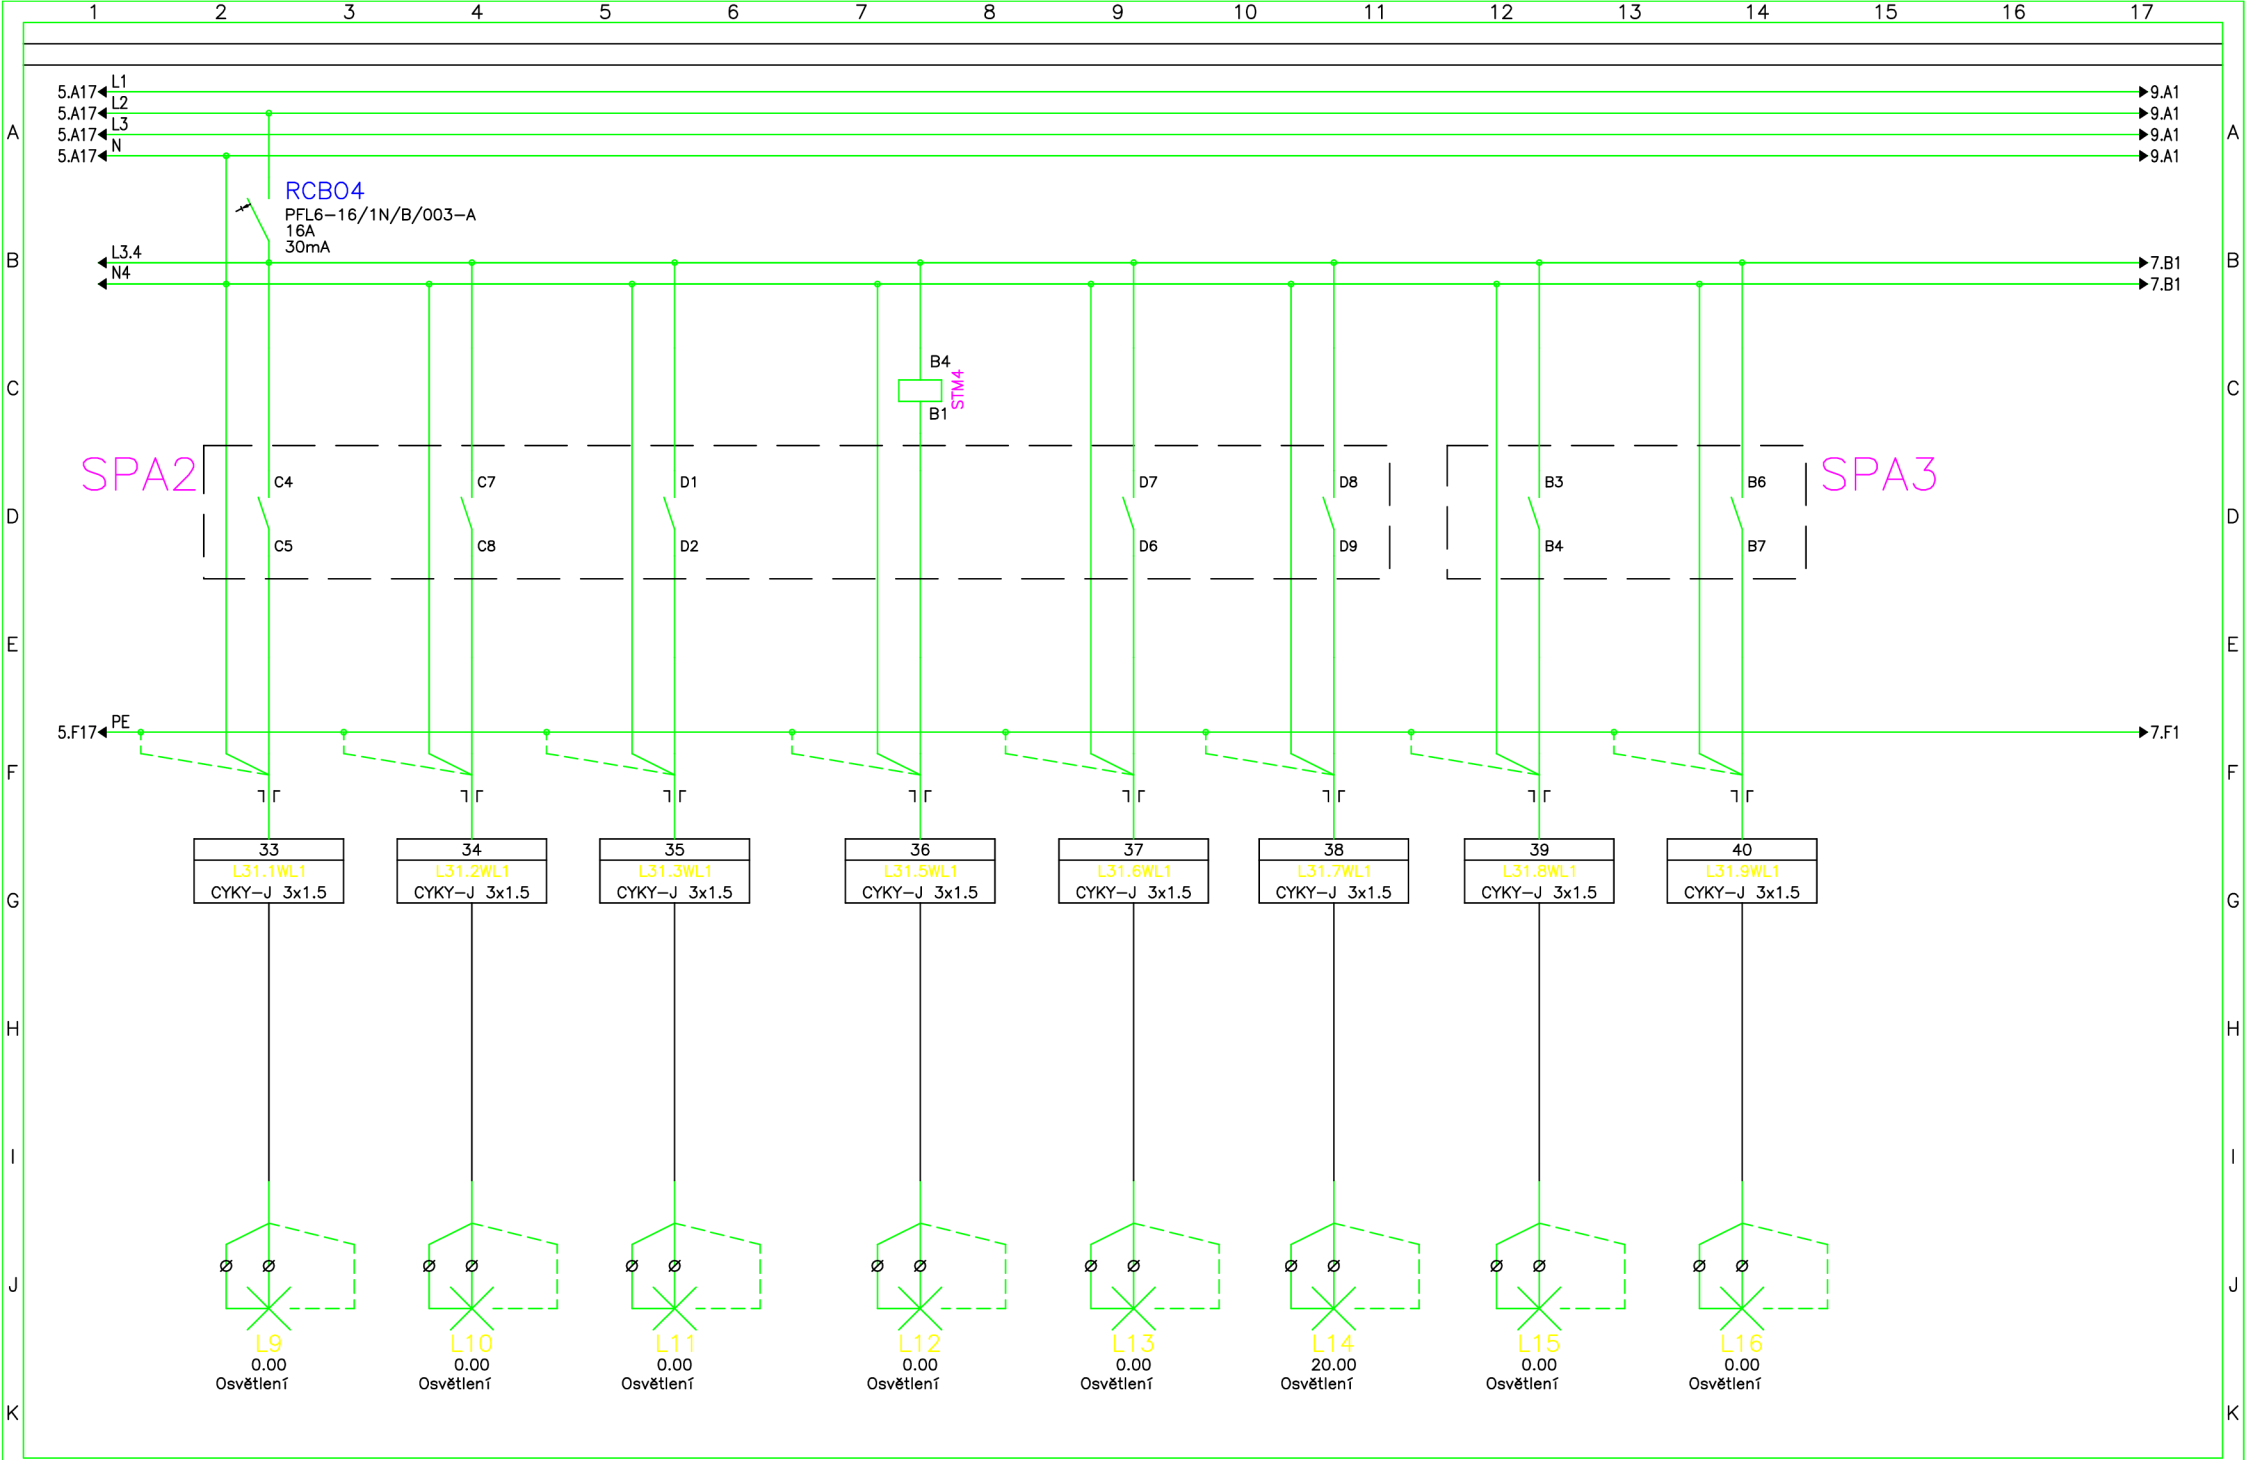 1 2 3 4 5 6 7 8 9 10 11 12 13 14 15 16 17
5.A17 L1 9.A1
5.A17 L2 9.A1
A 5.A17 L3 9.A1 A
5.A17 N 9.A1
RCBO4
PFL6-16/1N/B/003-A
16A
30mA
B L3.4 7.B1 B
N4 7.B1
B4
C STM4 C
B1
SPA2 C4 C7 D1 D7 D8 B3 B6 SPA3
D D
C5 C8 D2 D6 D9 B4 B7
E E
5.F17 PE 7.F1
F F
33 34 35 36 37 38 39 40
L31.1WL1 L31.2WL1 L31.3WL1 L31.5WL1 L31.6WL1 L31.7WL1 L31.8WL1 L31.9WL1
CYKY-J 3x1.5 CYKY-J 3x1.5 CYKY-J 3x1.5 CYKY-J 3x1.5 CYKY-J 3x1.5 CYKY-J 3x1.5 CYKY-J 3x1.5 CYKY-J 3x1.5
G G
H H
I I
J J
L9 L10 L11 L12 L13 L14 L15 L16
0.00 0.00 0.00 0.00 0.00 20.00 0.00 0.00
Osvětlení Osvětlení Osvětlení Osvětlení Osvětlení Osvětlení Osvětlení Osvětlení
K K